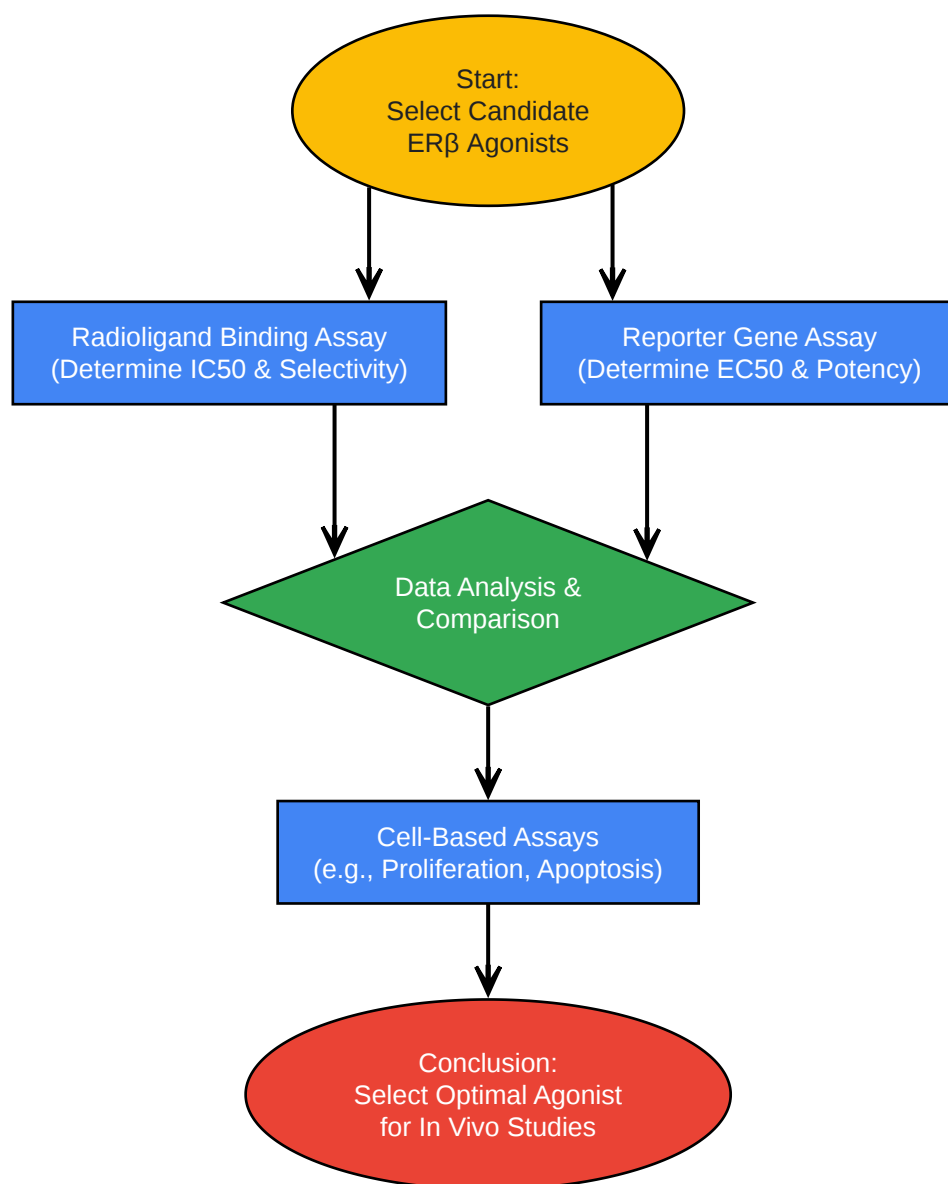 Start:
Select Candidate
ERβ Agonists
Radioligand Binding Assay
(Determine IC50 & Selectivity)
Reporter Gene Assay
(Determine EC50 & Potency)
Data Analysis &
Comparison
Cell-Based Assays
(e.g., Proliferation, Apoptosis)
Conclusion:
Select Optimal Agonist
for In Vivo Studies